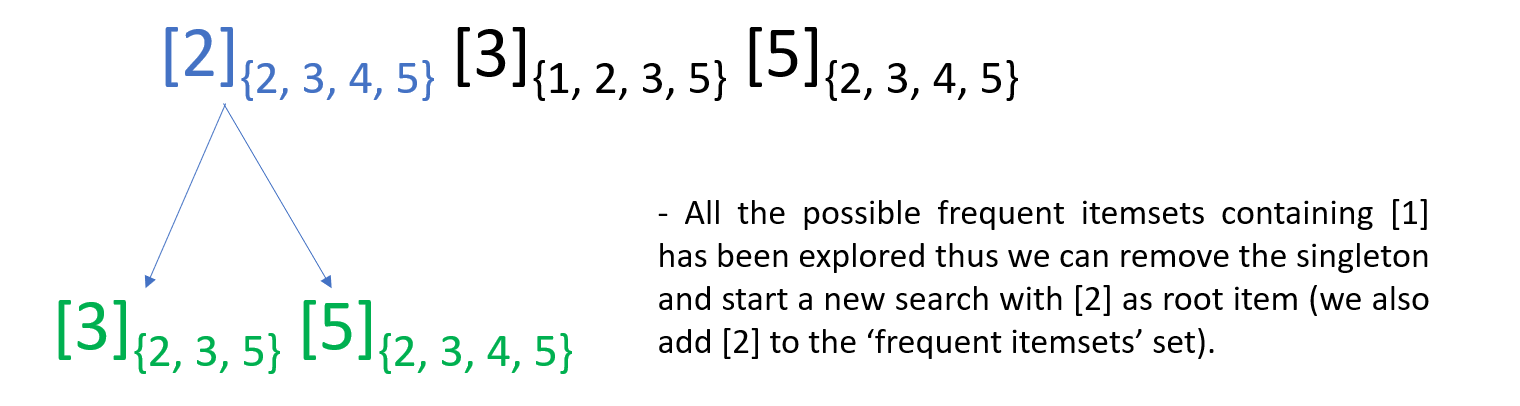 [2]{2, 3, 4, 5} [3]{1, 2, 3, 5} [5]{2, 3, 4, 5}
- All the possible frequent itemsets containing [1]
has been explored thus we can remove the singleton
and start a new search with [2] as root item (we also
add [2] to the ‘frequent itemsets’ set).
[3]{2, 3, 5} [5]{2, 3, 4, 5}